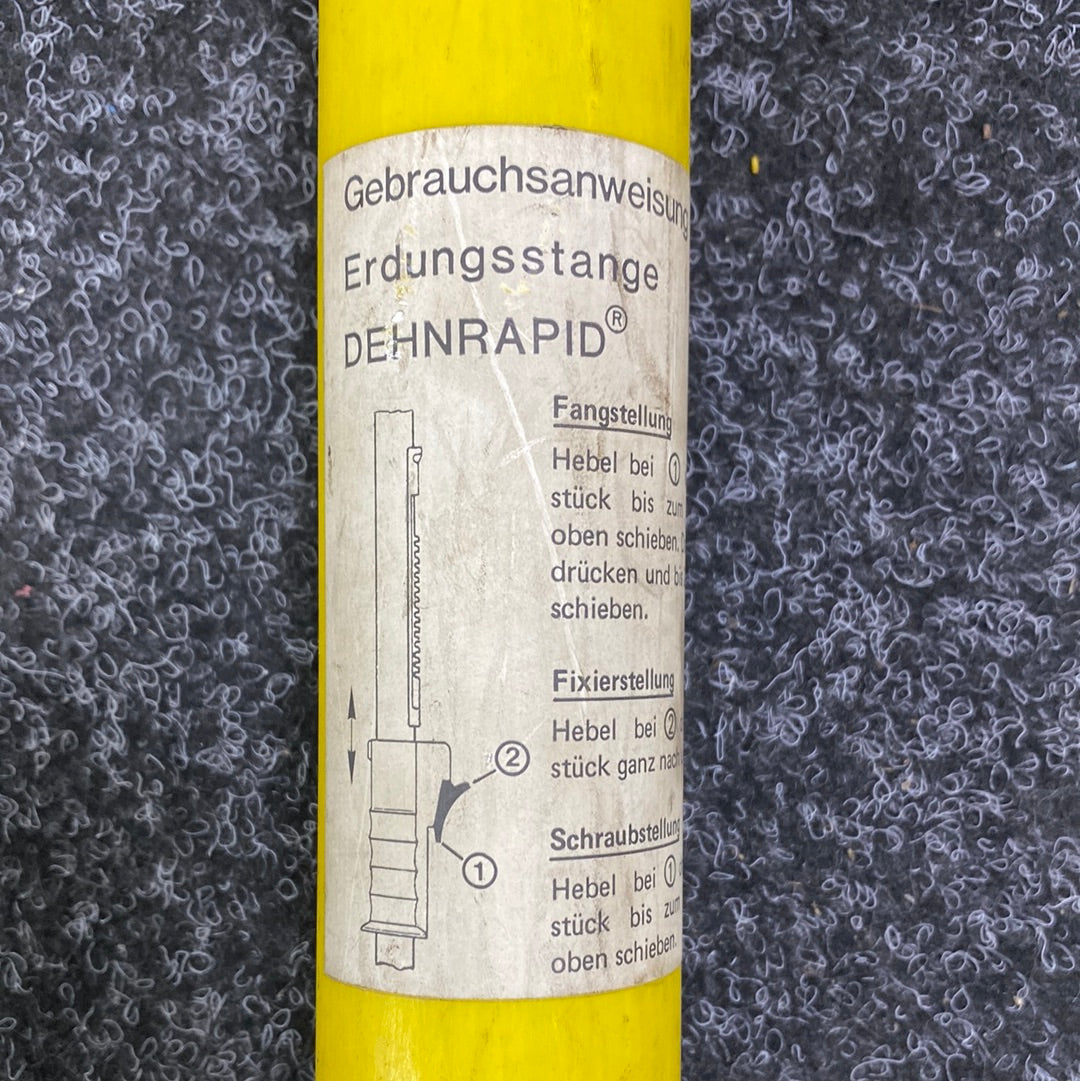 Gebrauchsanweisung
Erdungsstange
DEHNRAPID®
Fangstellung
Hebel bei ①
stück bis zum
oben schieben.
drücken und bis
schieben.
Fixierstellung
Hebel bei ②
stück ganz nach
Schraubstellung
Hebel bei ①
stück bis zum
oben schieben.
②
①